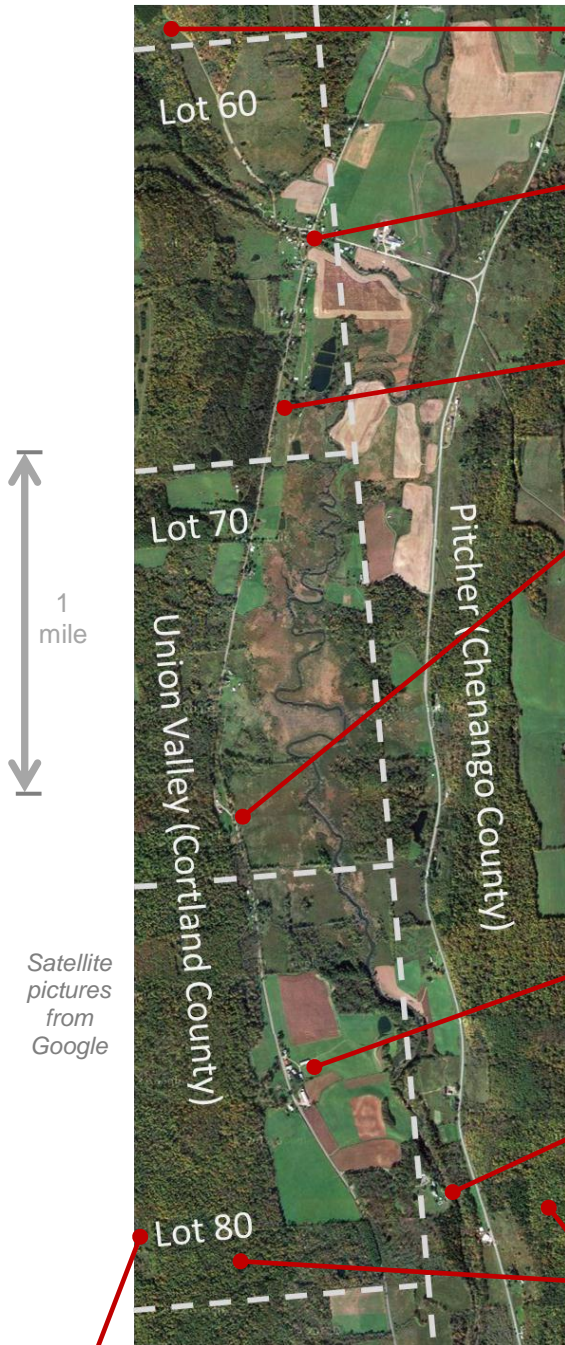 Lot 60
Lot 70
1
mile
Union Valley (Cortland County)
Pitcher (Chenango County)
Satellite
pictures
from
Google
Lot 80